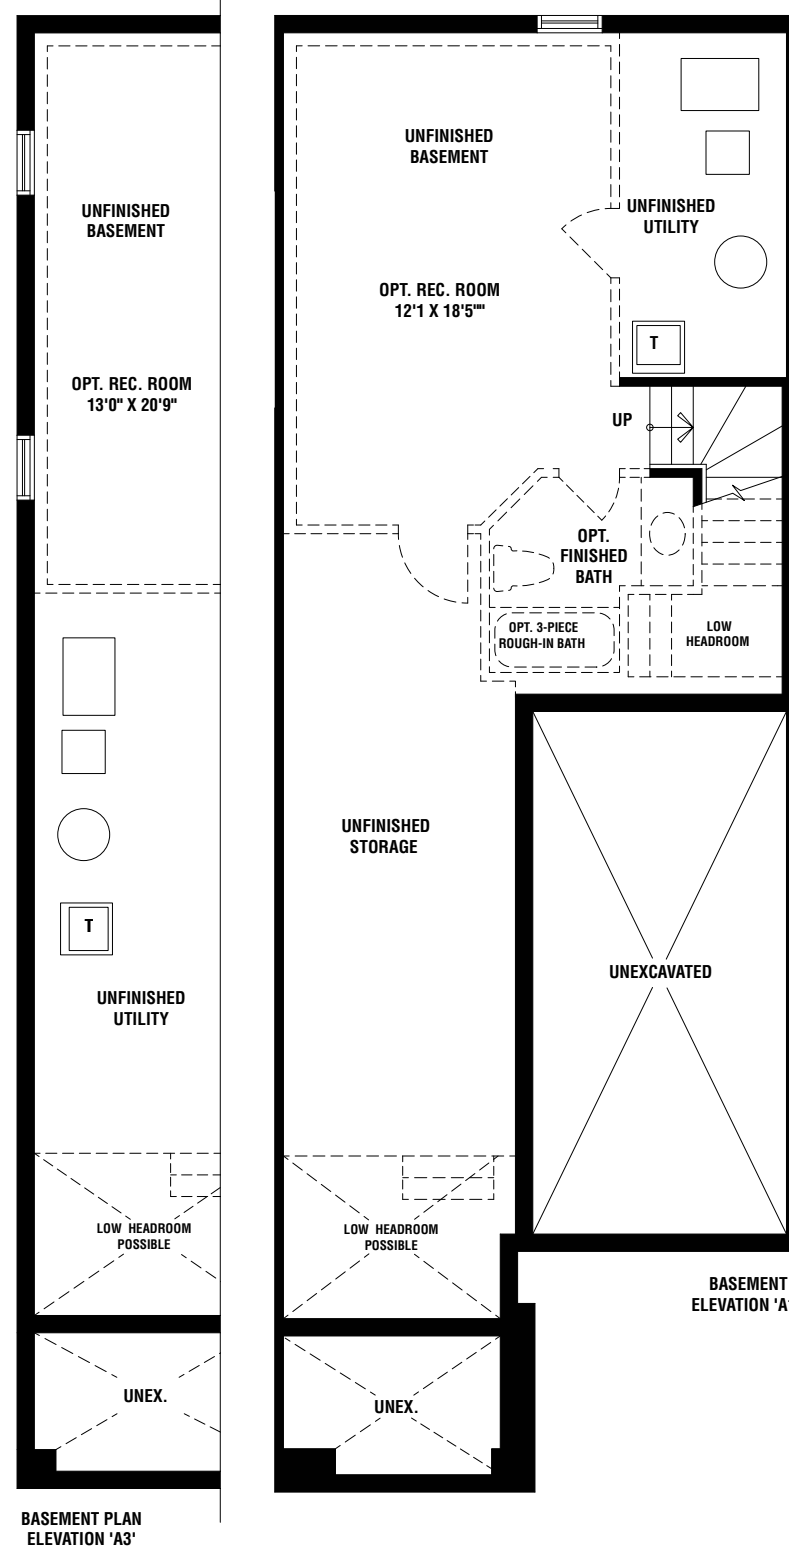 UNFINISHED
BASEMENT
OPT. REC. ROOM
13'0" X 20'9"
T
UNFINISHED
UTILITY
LOW HEADROOM
POSSIBLE
UNEX.
BASEMENT PLAN
ELEVATION 'A3'
UNFINISHED
BASEMENT
UNFINISHED
UTILITY
OPT. REC. ROOM
12'1 X 18'5""
T
UP
OPT.
FINISHED
BATH
OPT. 3-PIECE
ROUGH-IN BATH
LOW
HEADROOM
UNFINISHED
STORAGE
UNEXCAVATED
LOW HEADROOM
POSSIBLE
UNEX.
BASEMENT
ELEVATION